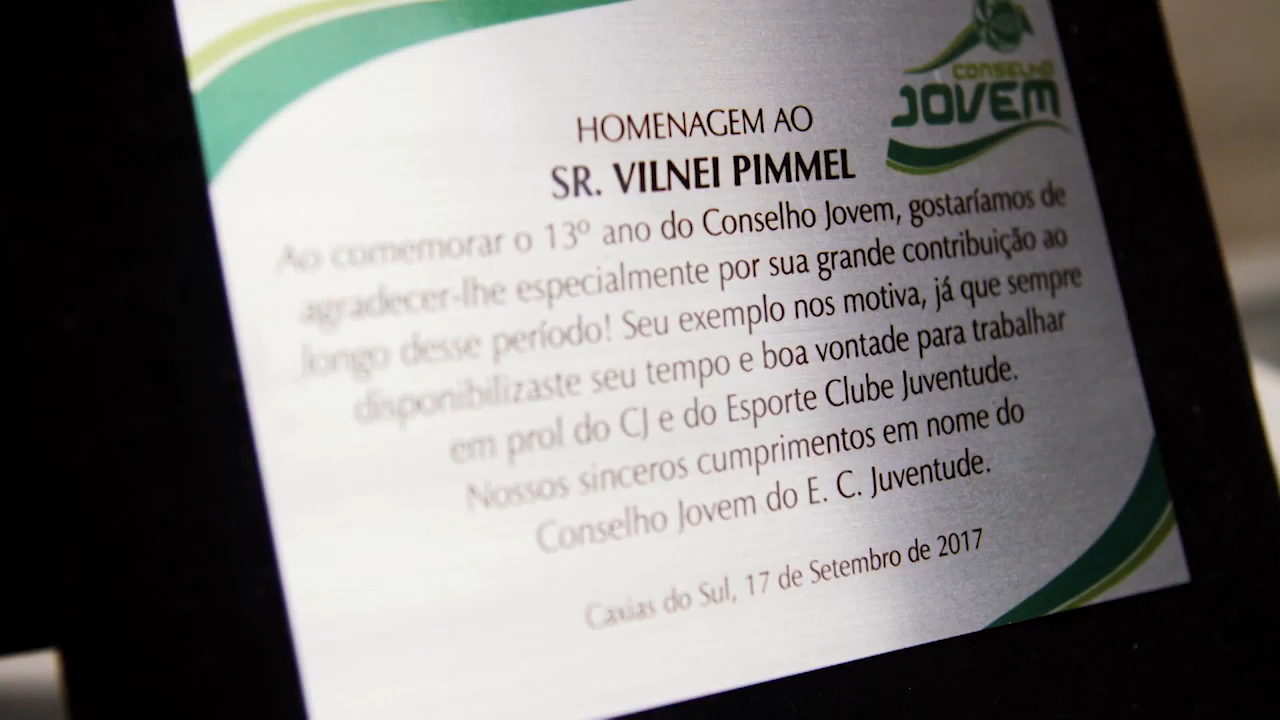 CONSELHO
JOVEM
HOMENAGEM AO
SR. VILNEI PIMMEL
Ao comemorar o 13º ano do Conselho Jovem, gostaríamos de
agradecer-lhe especialmente por sua grande contribuição ao
longo desse período! Seu exemplo nos motiva, já que sempre
disponibilizaste seu tempo e boa vontade para trabalhar
em prol do CJ e do Esporte Clube Juventude.
Nossos sinceros cumprimentos em nome do
Conselho Jovem do E. C. Juventude.
Caxias do Sul, 17 de Setembro de 2017